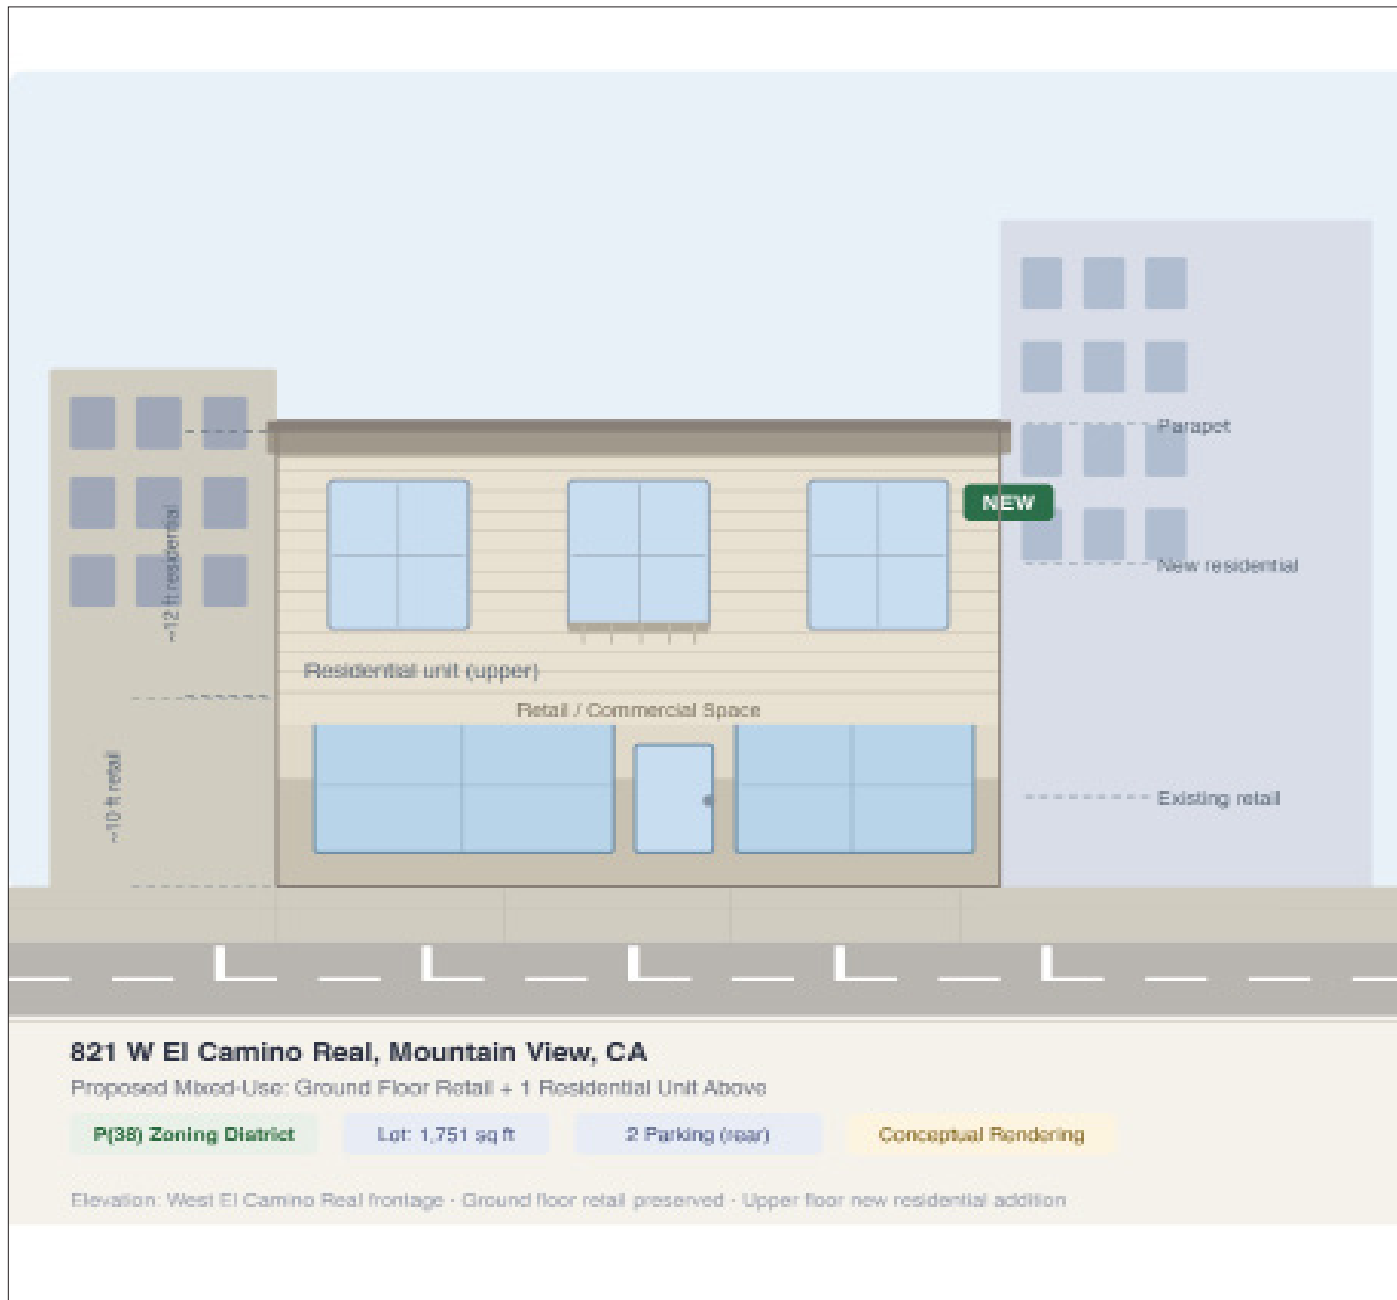 Parapet
NEW
~12 ft residential
New residential
Residential unit (upper)
Retail / Commercial Space
~10 ft retail
Existing retail
821 W El Camino Real, Mountain View, CA
Proposed Mixed-Use: Ground Floor Retail + 1 Residential Unit Above
P(38) Zoning District
Lot: 1,751 sq ft
2 Parking (rear)
Conceptual Rendering
Elevation: West El Camino Real frontage · Ground floor retail preserved · Upper floor new residential addition